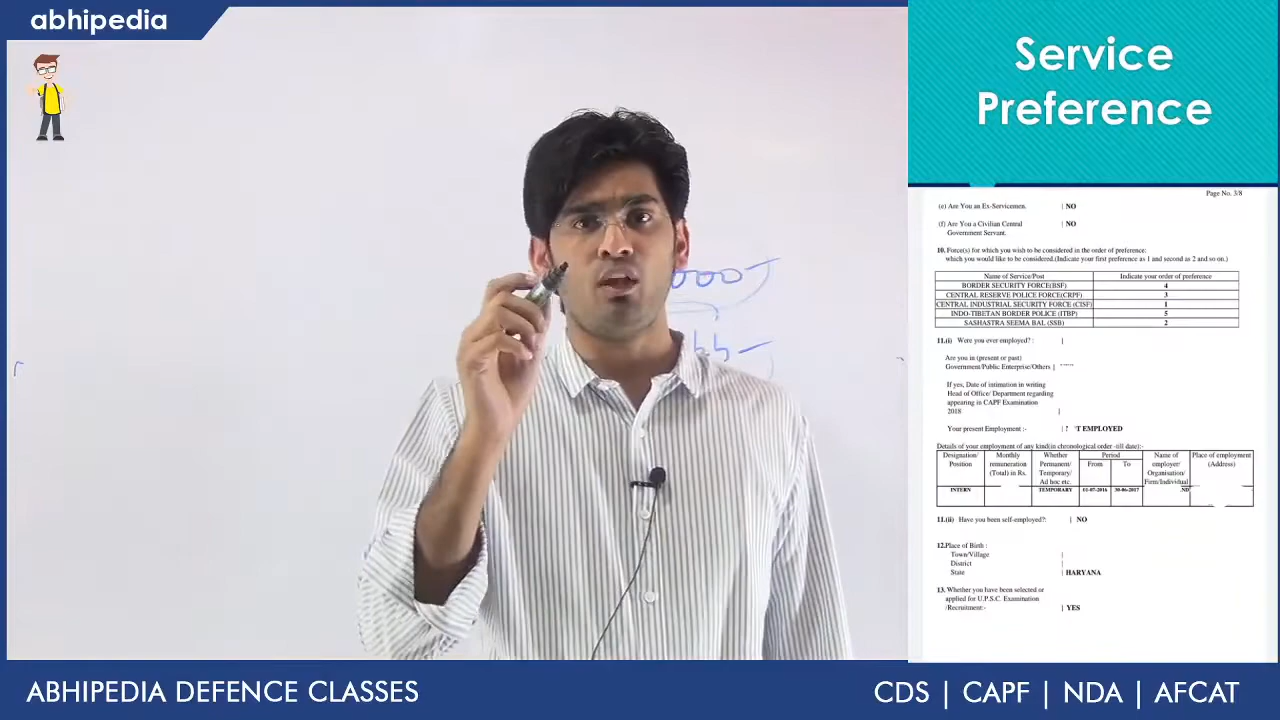 abhipedia
Service
Preference
Page No. 3/8
(e) Are You an Ex-Servicemen. | NO
(f) Are You a Civilian Central
Government Servant. | NO
10. Force(s) for which you wish to be considered in the order of preference:
which you would like to be considered.(Indicate your first preference as 1 and second as 2 and so on.)
Name of Service/Post Indicate your order of preference
BORDER SECURITY FORCE(BSF) 4
CENTRAL RESERVE POLICE FORCE(CRPF) 3
CENTRAL INDUSTRIAL SECURITY FORCE (CISF) 1
INDO-TIBETAN BORDER POLICE (ITBP) 5
SASHASTRA SEEMA BAL (SSB) 2
11.(i) Were you ever employed? : |
Are you in (present or past)
Government/Public Enterprise/Others |
If yes, Date of intimation in writing
Head of Office/ Department regarding
appearing in CAPF Examination
2018 |
Your present Employment :- | T EMPLOYED
Details of your employment of any kind(in chronological order -till date):-
Designation/ Position Monthly remuneration (Total) in Rs. Whether Permanent/ Temporary/ Ad hoc etc. Period From To Name of employer/ Organisation/ Firm/Individual Place of employment (Address)
INTERN TEMPORARY 01-07-2016 30-06-2017 ND
11.(ii) Have you been self-employed?: | NO
12.Place of Birth :
Town/Village |
District |
State | HARYANA
13. Whether you have been selected or
applied for U.P.S.C. Examination
/Recruitment:- | YES
ABHIPEDIA DEFENCE CLASSES
CDS | CAPF | NDA | AFCAT